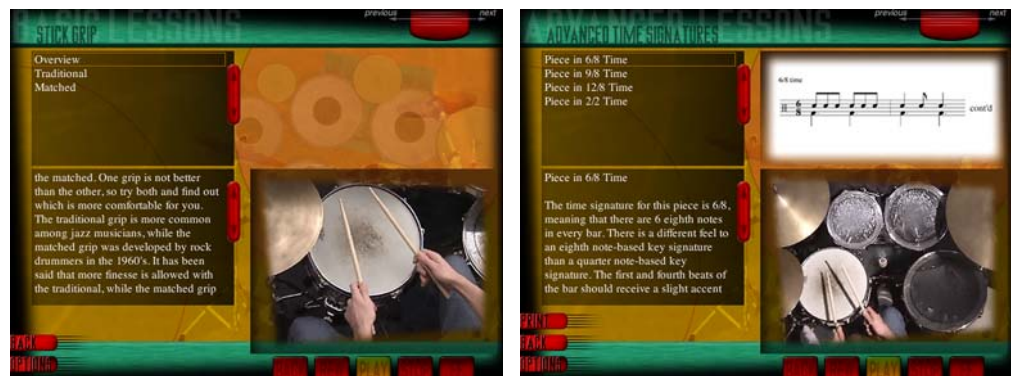 BASIC LESSONS
previous
next
STICK GRIP
Overview
Traditional
Matched
the matched. One grip is not better
than the other, so try both and find out
which is more comfortable for you.
The traditional grip is more common
among jazz musicians, while the
matched grip was developed by rock
drummers in the 1960's. It has been
said that more finesse is allowed with
the traditional, while the matched grip
BACK
OPTIONS
PLAY
ADVANCED LESSONS
previous
next
ADVANCED TIME SIGNATURES
Piece in 6/8 Time
Piece in 9/8 Time
Piece in 12/8 Time
Piece in 2/2 Time
6/8 time
6
8
cont'd
Piece in 6/8 Time
The time signature for this piece is 6/8,
meaning that there are 6 eighth notes
in every bar. There is a different feel to
an eighth note-based key signature
than a quarter note-based key
signature. The first and fourth beats of
the bar should receive a slight accent
PRINT
BACK
OPTIONS
PLAY